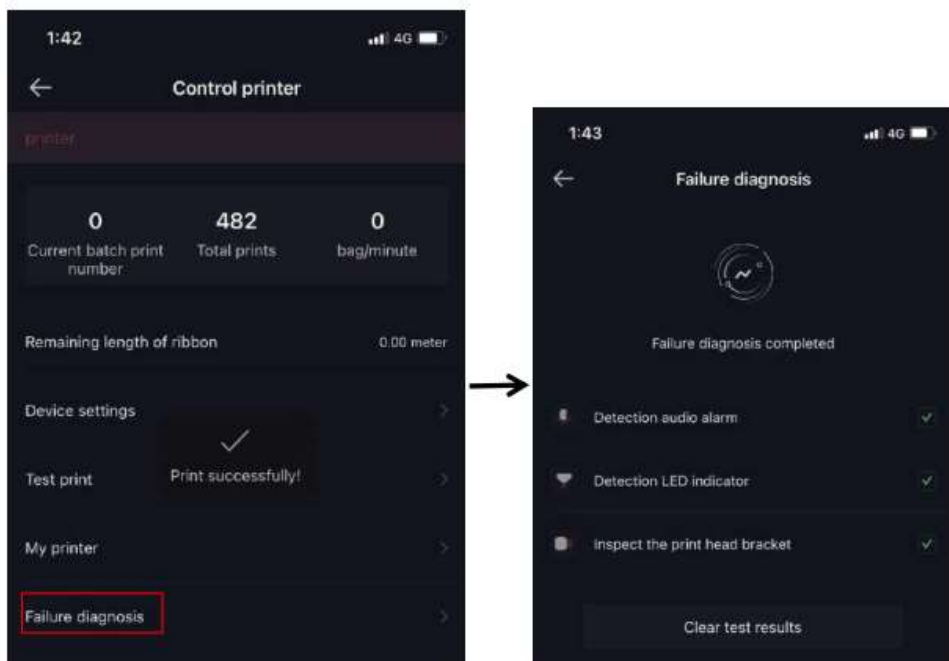 1:42
4G
Control printer
printer
0
482
0
Current batch print
number
Total prints
bag/minute
Remaining length of ribbon
0.00 meter
Device settings
Print successfully!
Test print
My printer
Failure diagnosis
1:43
4G
Failure diagnosis
Failure diagnosis completed
Detection audio alarm
Detection LED indicator
Inspect the print head bracket
Clear test results